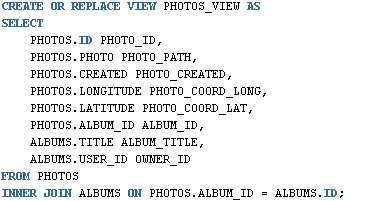 CREATE OR REPLACE VIEW PHOTOS_VIEW AS
SELECT
PHOTOS.ID PHOTO_ID,
PHOTOS.PHOTO PHOTO_PATH,
PHOTOS.CREATED PHOTO_CREATED,
PHOTOS.LONGITUDE PHOTO_COORD_LONG,
PHOTOS.LATITUDE PHOTO_COORD_LAT,
PHOTOS.ALBUM_ID ALBUM_ID,
ALBUMS.TITLE ALBUM_TITLE,
ALBUMS.USER_ID OWNER_ID
FROM PHOTOS
INNER JOIN ALBUMS ON PHOTOS.ALBUM_ID = ALBUMS.ID;